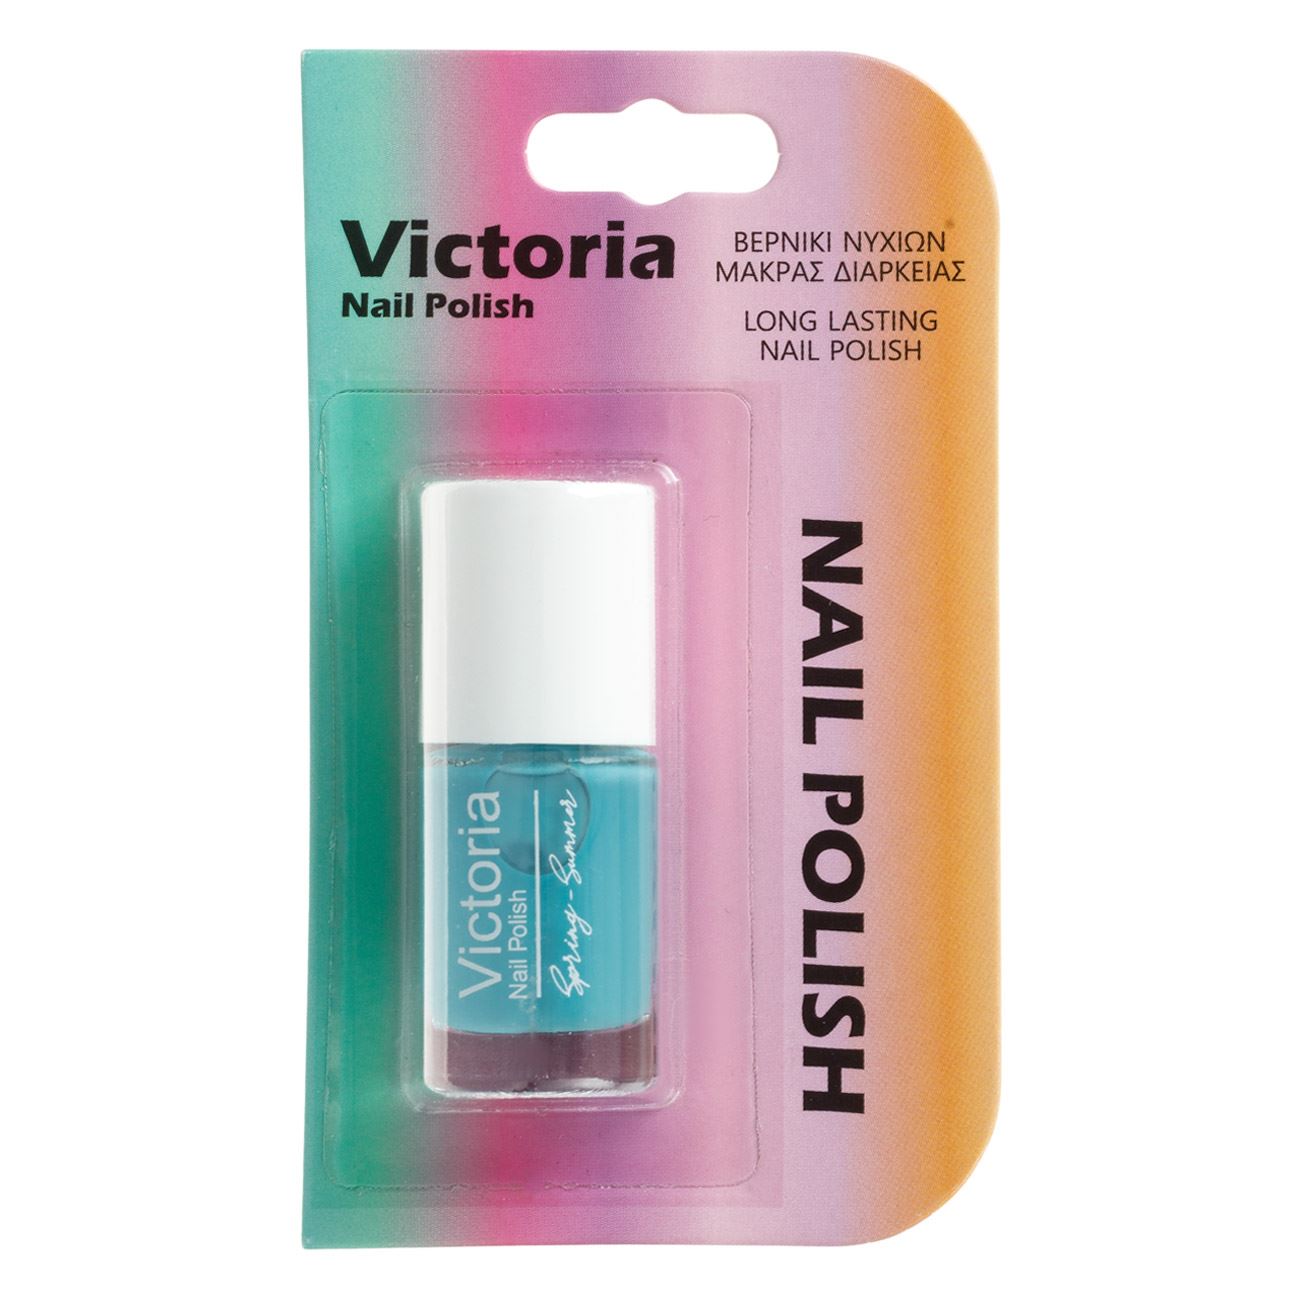 Victoria
Nail Polish
ΒΕΡΝΙΚΙ ΝΥΧΙΩΝ
ΜΑΚΡΑΣ ΔΙΑΡΚΕΙΑΣ
LONG LASTING
NAIL POLISH
NAIL POLISH
Victoria
Nail Polish
Spring - Summer